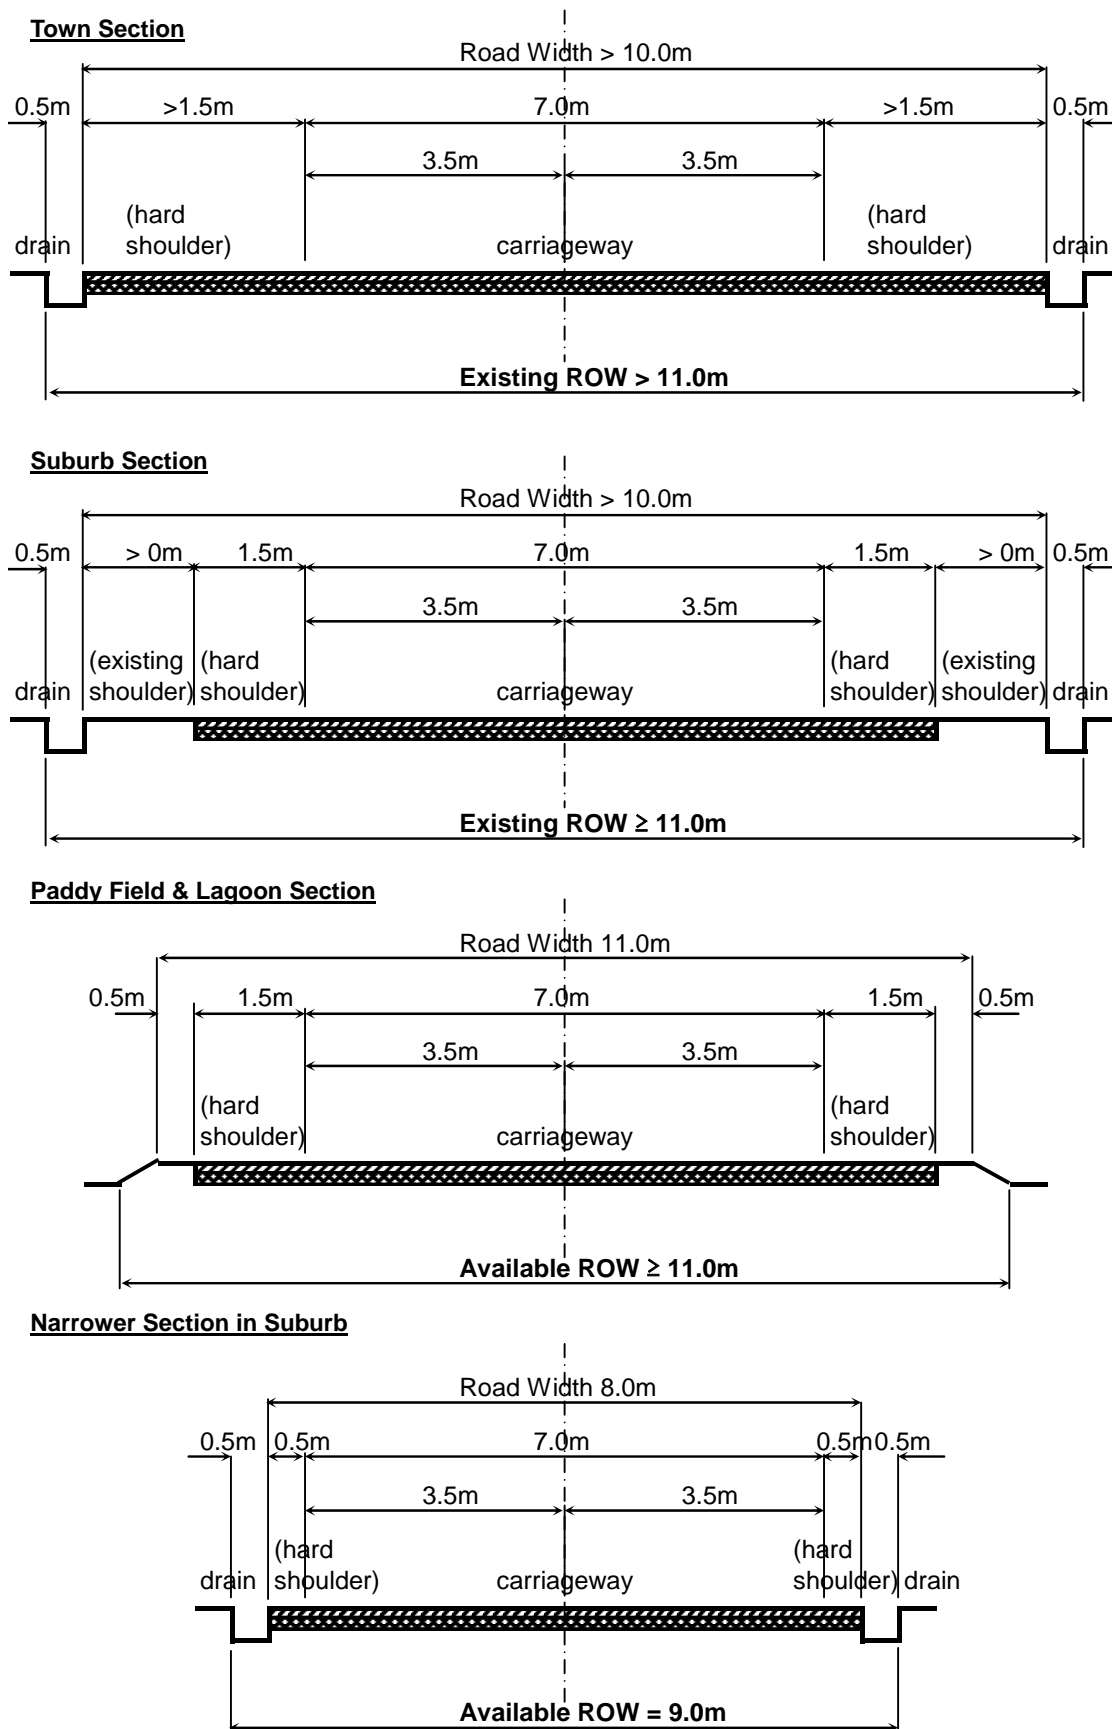 Town Section
Road Width > 10.0m
0.5m >1.5m 7.0m >1.5m 0.5m
3.5m 3.5m
(hard (hard
drain shoulder) carriageway shoulder) drain
Existing ROW > 11.0m
Suburb Section
Road Width > 10.0m
0.5m > 0m 1.5m 7.0m 1.5m > 0m 0.5m
3.5m 3.5m
(existing (hard (hard (existing
drain shoulder) shoulder) carriageway shoulder) shoulder) drain
Existing ROW ≥ 11.0m
Paddy Field & Lagoon Section
Road Width 11.0m
0.5m 1.5m 7.0m 1.5m 0.5m
3.5m 3.5m
(hard (hard
shoulder) carriageway shoulder)
Available ROW ≥ 11.0m
Narrower Section in Suburb
Road Width 8.0m
0.5m 0.5m 7.0m 0.5m 0.5m
3.5m 3.5m
(hard (hard
drain shoulder) carriageway shoulder) drain
Available ROW = 9.0m